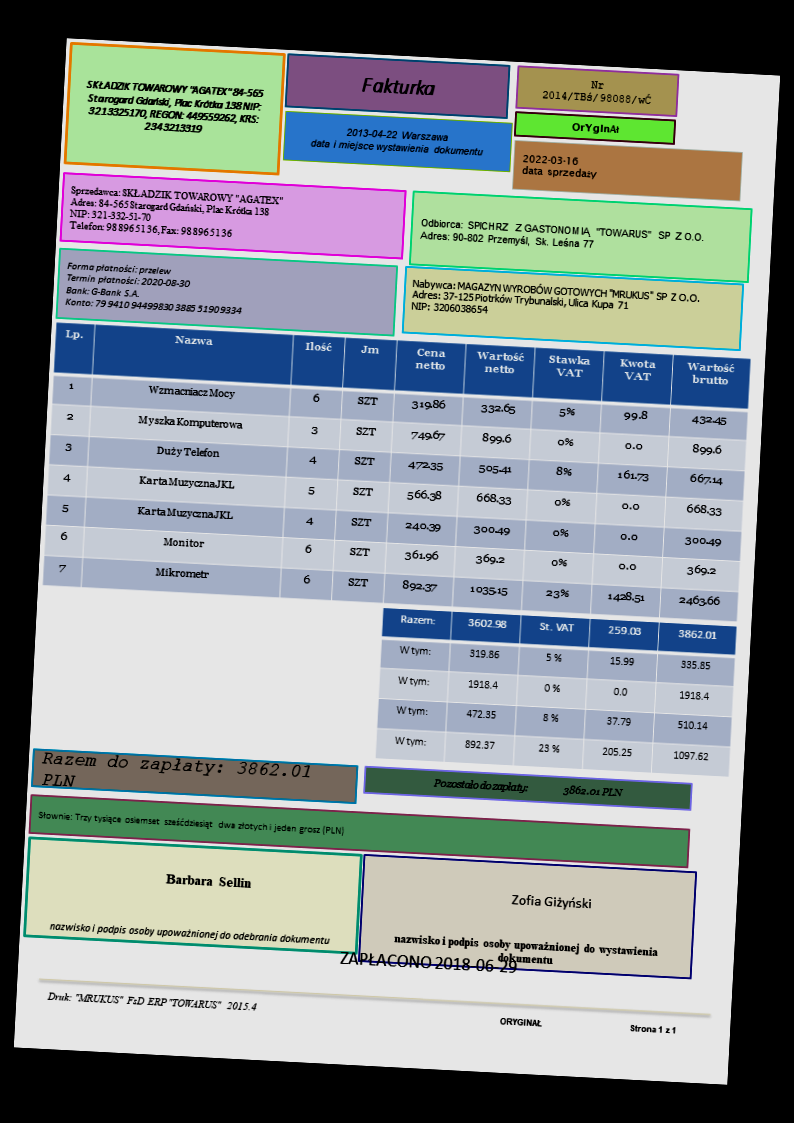 SKŁADZIK TOWAROWY "AGATEX" 84-565
Starogard Gdański, Plac Krótka 138 NIP:
3213325170, REGON: 449559262, KRS:
2343213319
Fakturka
2013-04-22 Warszawa
data i miejsce wystawienia dokumentu
Nr
2014/TBś/98088/wĆ
OrYginAł
2022-03-16
data sprzedaży
Sprzedawca: SKŁADZIK TOWAROWY "AGATEX"
Adres: 84-565 Starogard Gdański, Plac Krótka 138
NIP: 321-332-51-70
Telefon: 988965136, Fax: 988965136
Odbiorca: SPICHRZ Z GASTONOMIĄ "TOWARUS" SP Z O.O.
Adres: 90-802 Przemyśl, Sk. Leśna 77
Forma płatności: przelew
Termin płatności: 2020-08-30
Bank: G-Bank S.A.
Konto: 79 9410 94499830 3885 51909334
Nabywca: MAGAZYN WYROBÓW GOTOWYCH "MRUKUS" SP Z O.O.
Adres: 37-125 Piotrków Trybunalski, Ulica Kupa 71
NIP: 3206038654
Lp. Nazwa Ilość Jm Cena netto Wartość netto Stawka VAT Kwota VAT Wartość brutto
1 Wzmacniacz Mocy 6 SZT 319.86 332.65 5% 99.8 432.45
2 Myszka Komputerowa 3 SZT 749.67 899.6 0% 0.0 899.6
3 Duży Telefon 4 SZT 472.35 505.41 8% 161.73 667.14
4 Karta Muzyczna JKL 5 SZT 566.38 668.33 0% 0.0 668.33
5 Karta Muzyczna JKL 4 SZT 240.39 300.49 0% 0.0 300.49
6 Monitor 6 SZT 361.96 369.2 0% 0.0 369.2
7 Mikrometr 6 SZT 892.37 1035.15 23% 1428.51 2463.66
Razem: 3602.98 St. VAT 259.03 3862.01
W tym: 319.86 5 % 15.99 335.85
W tym: 1918.4 0 % 0.0 1918.4
W tym: 472.35 8 % 37.79 510.14
W tym: 892.37 23 % 205.25 1097.62
Razem do zapłaty: 3862.01
PLN
Pozostało do zapłaty: 3862.01 PLN
Słownie: Trzy tysiące osiemset sześćdziesiąt dwa złotych i jeden grosz (PLN)
Barbara Sellin
nazwisko i podpis osoby upoważnionej do odebrania dokumentu
Zofia Giżyński
nazwisko i podpis osoby upoważnionej do wystawienia
dokumentu
ZAPŁACONO 2018-06-29
Druk: "MRUKUS" FaD ERP "TOWARUS" 2015.4
ORYGINAŁ
Strona 1 z 1